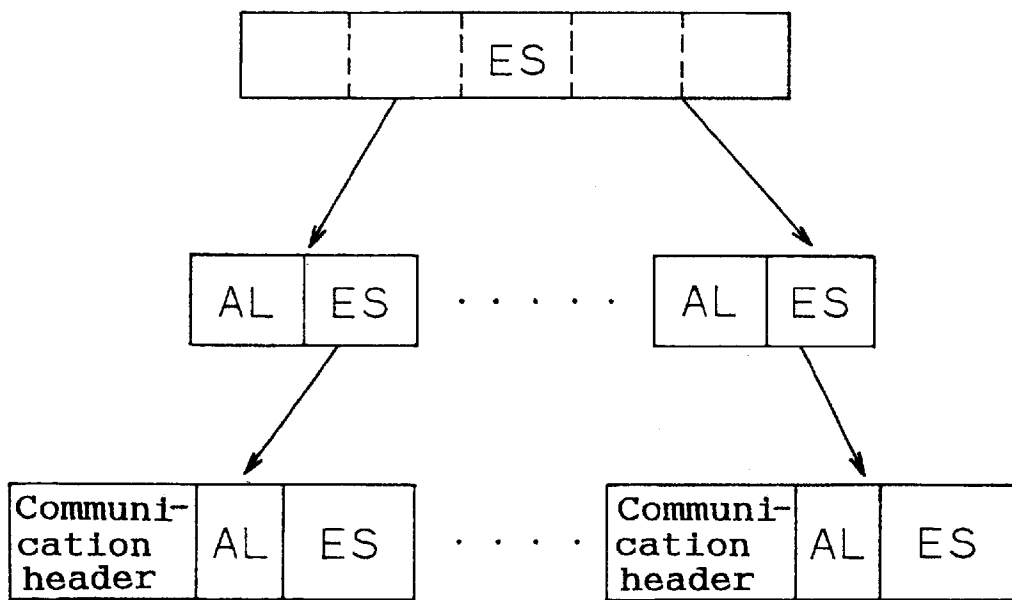 ES
AL ES ..... AL ES
Communi-
cation
header AL ES ..... Communi-
cation
header AL ES